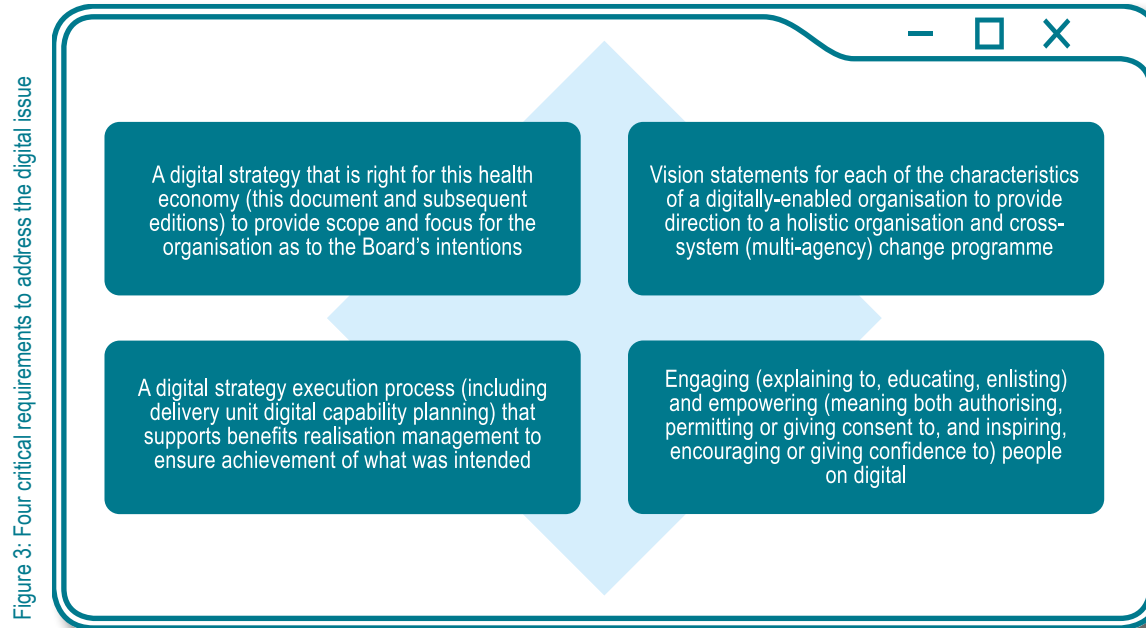 Figure 3: Four critical requirements to address the digital issue
A digital strategy that is right for this health
economy (this document and subsequent
editions) to provide scope and focus for the
organisation as to the Board’s intentions
Vision statements for each of the characteristics
of a digitally-enabled organisation to provide
direction to a holistic organisation and cross-
system (multi-agency) change programme
A digital strategy execution process (including
delivery unit digital capability planning) that
supports benefits realisation management to
ensure achievement of what was intended
Engaging (explaining to, educating, enlisting)
and empowering (meaning both authorising,
permitting or giving consent to, and inspiring,
encouraging or giving confidence to) people
on digital